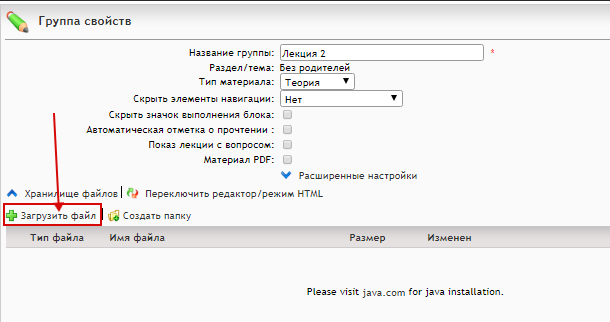 Группа свойств
Название группы: Лекция 2 *
Раздел/тема: Без родителей
Тип материала: Теория
Скрыть элементы навигации: Нет
Скрыть значок выполнения блока:
Автоматическая отметка о прочтении :
Показ лекции с вопросом:
Материал PDF:
Расширенные настройки
Хранилище файлов Переключить редактор/режим HTML
Загрузить файл Создать папку
Тип файла Имя файла Размер Изменен
Please visit java.com for java installation.